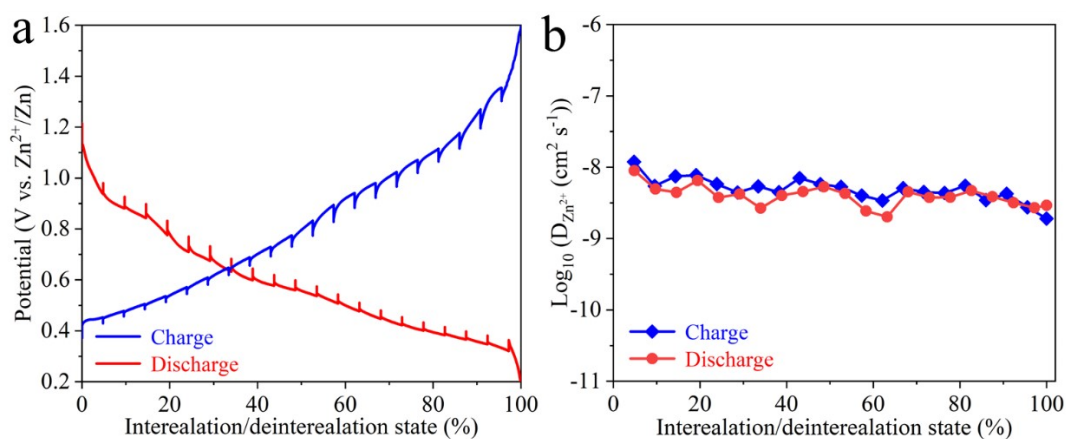 a
1.6
1.4
1.2
1.0
0.8
0.6
0.4
0.2
Potential (V vs. Zn²⁺/Zn)
Charge
Discharge
0 20 40 60 80 100
Interealation/deinterealation state (%)
b
-6
-7
-8
-9
-10
-11
Log₁₀ (D_Zn²⁺ (cm² s⁻¹))
Charge
Discharge
0 20 40 60 80 100
Interealation/deinterealation state (%)